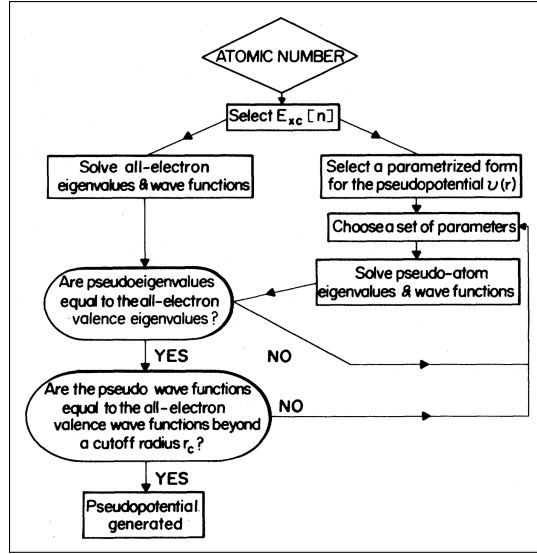 ATOMIC NUMBER
Select Exc [n]
Solve all-electron
eigenvalues & wave functions
Select a parametrized form
for the pseudopotential υ(r)
Choose a set of parameters
Solve pseudo-atom
eigenvalues & wave functions
Are pseudoeigenvalues
equal to the all-electron
valence eigenvalues?
YES
NO
Are the pseudo wave functions
equal to the all-electron
valence wave functions beyond
a cutoff radius rc?
NO
YES
Pseudopotential
generated